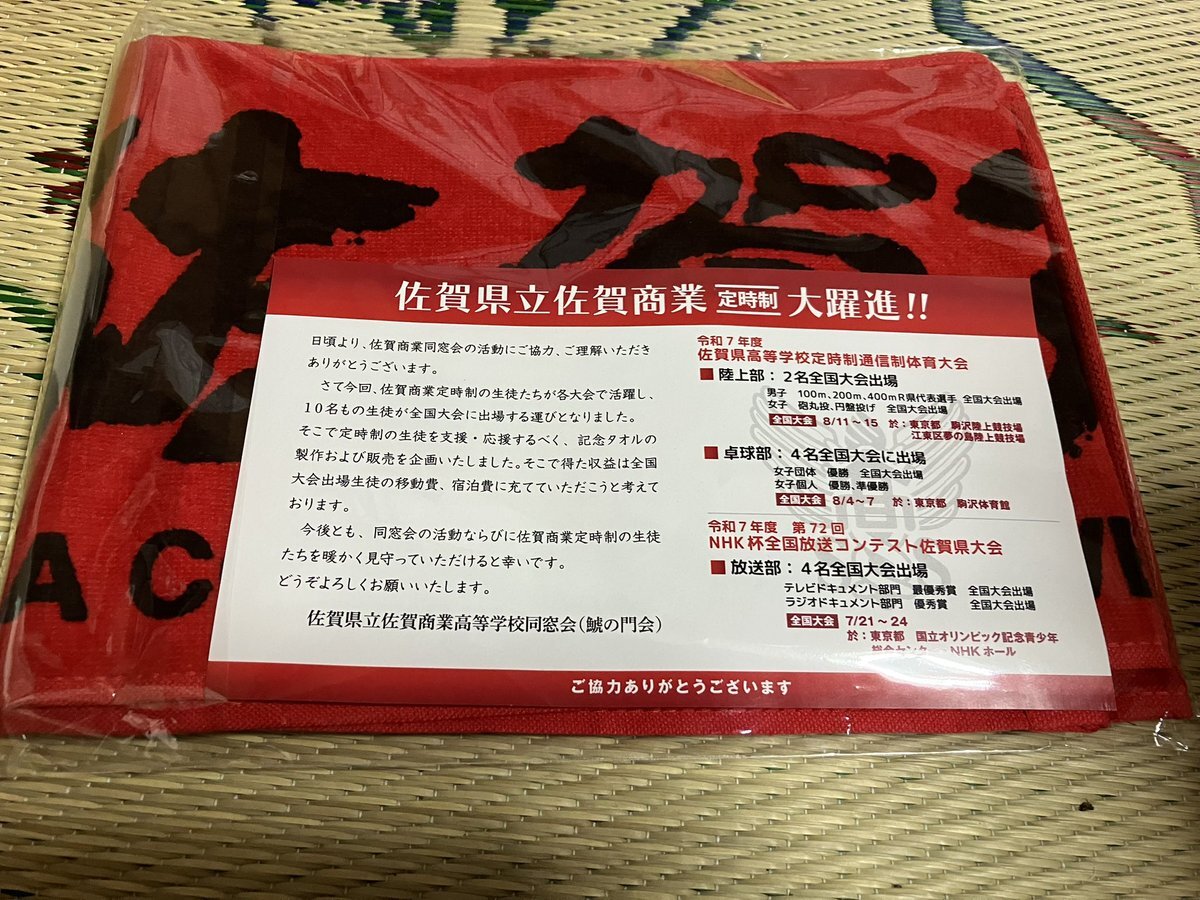 佐賀県立佐賀商業 定時制 大躍進!!
日頃より、佐賀商業同窓会の活動にご協力、ご理解いただき
ありがとうございます。
さて今回、佐賀商業定時制の生徒たちが各大会で活躍し、
10名もの生徒が全国大会に出場する運びとなりました。
そこで定時制の生徒を支援・応援するべく、記念タオルの
製作および販売を企画いたしました。そこで得た収益は全国
大会出場生徒の移動費、宿泊費に充てていただこうと考えて
おります。
今後とも、同窓会の活動ならびに佐賀商業定時制の生徒
たちを暖かく見守っていただけると幸いです。
どうぞよろしくお願いいたします。
佐賀県立佐賀商業高等学校同窓会(鯱の門会)
令和7年度
佐賀県高等学校定時制通信制体育大会
■ 陸上部:2名全国大会出場
男子 100m、200m、400mR県代表選手 全国大会出場
女子 砲丸投、円盤投げ 全国大会出場
全国大会 8/11~15 於:東京都 駒沢陸上競技場
江東区夢の島陸上競技場
■ 卓球部:4名全国大会に出場
女子団体 優勝 全国大会出場
女子個人 優勝、準優勝
全国大会 8/4~7 於:東京都 駒沢体育館
令和7年度 第72回
NHK杯全国放送コンテスト佐賀県大会
■ 放送部:4名全国大会出場
テレビドキュメント部門 最優秀賞 全国大会出場
ラジオドキュメント部門 優秀賞 全国大会出場
全国大会 7/21~24
於:東京都 国立オリンピック記念青少年
総合センター NHKホール
ご協力ありがとうございます
AC